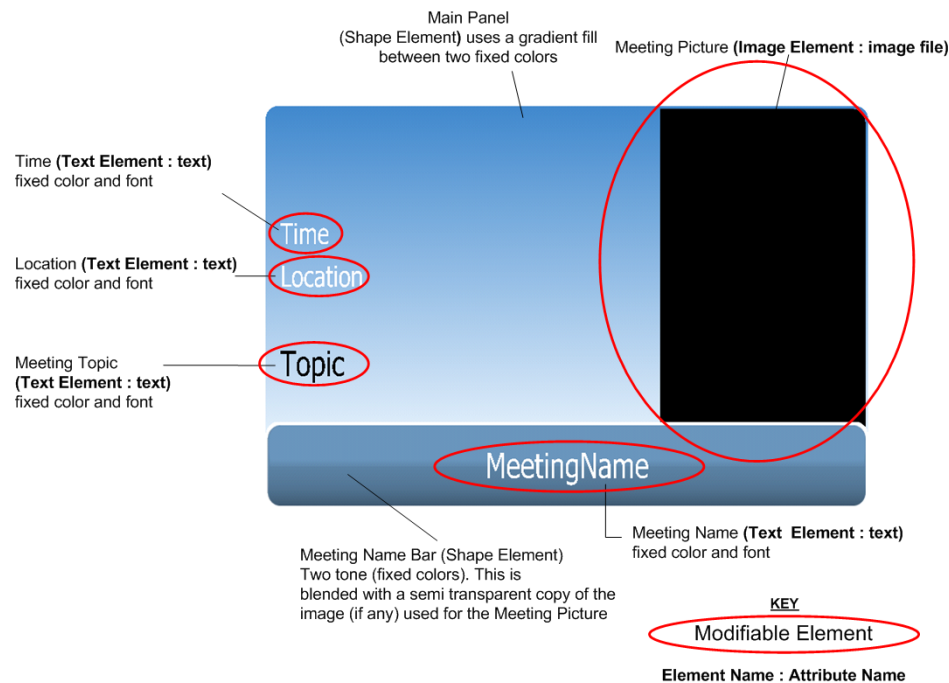 Main Panel
(Shape Element) uses a gradient fill
between two fixed colors
Meeting Picture (Image Element : image file)
Time (Text Element : text)
fixed color and font
Time
Location (Text Element : text)
fixed color and font
Location
Meeting Topic
(Text Element : text)
fixed color and font
Topic
MeetingName
Meeting Name (Text Element : text)
fixed color and font
Meeting Name Bar (Shape Element)
Two tone (fixed colors). This is
blended with a semi transparent copy of the
image (if any) used for the Meeting Picture
KEY
Modifiable Element
Element Name : Attribute Name